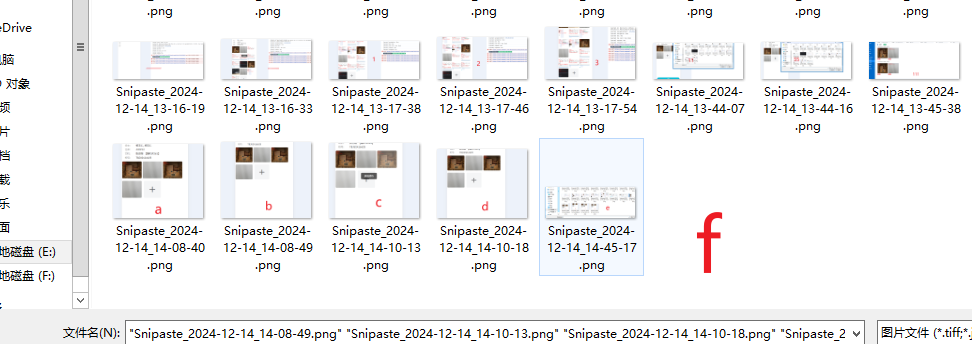 .png .png .png .png .png .png .png .png
eDrive
电脑
D 对象
频
片
档
载
乐
面
地磁盘 (E:)
地磁盘 (F:)
1
2
3
Snipaste_2024-12-14_13-16-19.png
Snipaste_2024-12-14_13-16-33.png
Snipaste_2024-12-14_13-17-38.png
Snipaste_2024-12-14_13-17-46.png
Snipaste_2024-12-14_13-17-54.png
Snipaste_2024-12-14_13-44-07.png
Snipaste_2024-12-14_13-44-16.png
Snipaste_2024-12-14_13-45-38.png
a
b
c
d
e
Snipaste_2024-12-14_14-08-40.png
Snipaste_2024-12-14_14-08-49.png
Snipaste_2024-12-14_14-10-13.png
Snipaste_2024-12-14_14-10-18.png
Snipaste_2024-12-14_14-45-17.png
f
文件名(N):
"Snipaste_2024-12-14_14-08-49.png" "Snipaste_2024-12-14_14-10-13.png" "Snipaste_2024-12-14_14-10-18.png" "Snipaste_2
图片文件 (*.tiff;*.